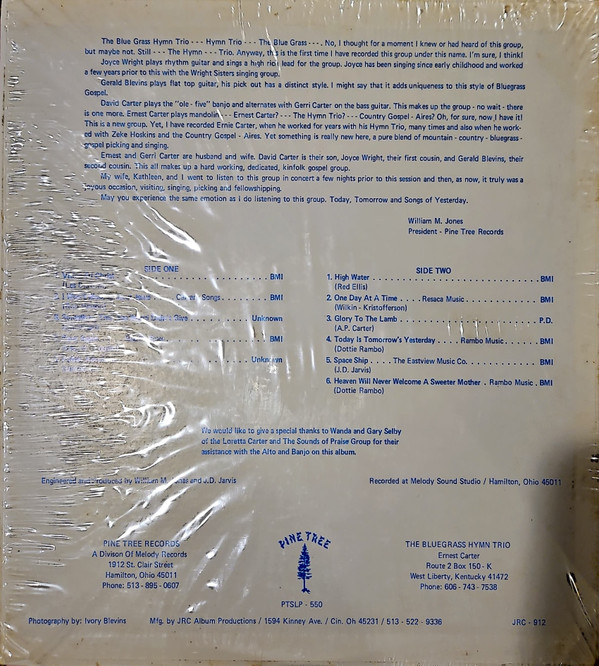 The Blue Grass Hymn Trio - - - Hymn Trio - - - The Blue Grass - - -. No, I thought for a moment I knew or had heard of this group,
but maybe not. Still - - - The Hymn - - - Trio. Anyway, this is the first time I have recorded this group under this name. I'm sure, I think!
Joyce Wright plays rhythm guitar and sings a high rich lead for the group. Joyce has been singing since early childhood and worked
a few years prior to this with the Wright Sisters singing group.
Gerald Blevins plays flat top guitar, his pick out has a distinct style. I might say that it adds uniqueness to this style of Bluegrass
Gospel.
David Carter plays the "ole - five" banjo and alternates with Gerri Carter on the bass guitar. This makes up the group - no wait - there
is one more. Ernest Carter plays mandolin - - Ernest Carter? - - - The Hymn Trio? - - - Country Gospel - Aires? Oh, for sure, now I have it!
This is a new group. Yet, I have recorded Ernie Carter, when he worked for years with his Hymn Trio, many times and also when he work-
ed with Zeke Hoskins and the Country Gospel - Aires. Yet something is really new here, a pure blend of mountain - country - bluegrass -
gospel picking and singing.
Ernest and Gerri Carter are husband and wife. David Carter is their son, Joyce Wright, their first cousin, and Gerald Blevins, their
second cousin. This all makes up a hard working, dedicated, kinfolk gospel group.
My wife, Kathleen, and I went to listen to this group in concert a few nights prior to this session and then, as now, it truly was a
joyous occasion, visiting, singing, picking and fellowshipping.
May you experience the same emotion as I do listening to this group. Today, Tomorrow and Songs of Yesterday.
William M. Jones
President - Pine Tree Records
SIDE ONE
BMI
Songs . . . . . . . . BMI
Unknown
BMI
Unknown
SIDE TWO
1. High Water . . . . . . . . . . . . . . . . . . . . . . . . . . . . . . . . BMI
(Red Ellis)
2. One Day At A Time . . . . Resaca Music . . . . . . . . . . . . . BMI
(Wilkin - Kristofferson)
3. Glory To The Lamb . . . . . . . . . . . . . . . . . . . . . . . . . . P.D.
(A.P. Carter)
4. Today Is Tomorrow's Yesterday . . . . Rambo Music . . . . . . BMI
(Dottie Rambo)
5. Space Ship . . . . The Eastview Music Co. . . . . . . . . . . . . BMI
(J.D. Jarvis)
6. Heaven Will Never Welcome A Sweeter Mother . Rambo Music . BMI
(Dottie Rambo)
We would like to give a special thanks to Wanda and Gary Selby
of the Loretta Carter and The Sounds of Praise Group for their
assistance with the Alto and Banjo on this album.
Engineered and Produced by William M. Jones and J.D. Jarvis
Recorded at Melody Sound Studio / Hamilton, Ohio 45011
PINE TREE RECORDS
A Divison Of Melody Records
1912 St. Clair Street
Hamilton, Ohio 45011
Phone: 513 - 895 - 0607
PINE TREE
PTSLP - 550
THE BLUEGRASS HYMN TRIO
Ernest Carter
Route 2 Box 150 - K
West Liberty, Kentucky 41472
Phone: 606 - 743 - 7538
Photography by: Ivory Blevins
Mfg. by JRC Album Productions / 1594 Kinney Ave. / Cin. Oh 45231 / 513 - 522 - 9336
JRC - 912